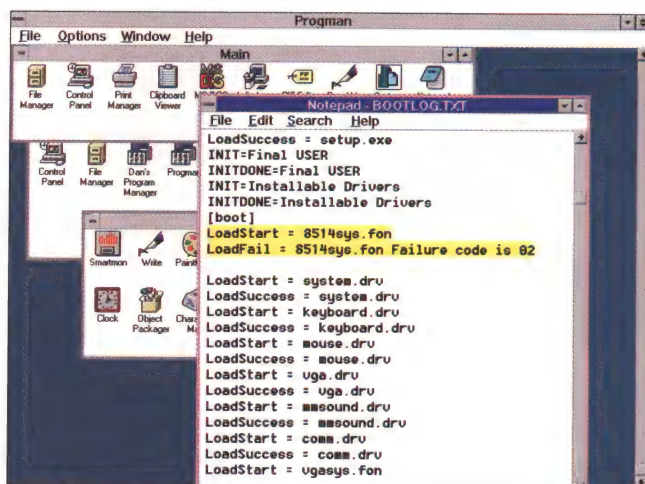 Progman
File Options Window Help
Main
File Manager
Control Panel
Print Manager
Clipboard Viewer
Notepad - BOOTLOG.TXT
File Edit Search Help
LoadSuccess = setup.exe
INIT=Final USER
INITDONE=Final USER
INIT=Installable Drivers
INITDONE=Installable Drivers
[boot]
LoadStart = 8514sys.fon
LoadFail = 8514sys.fon Failure code is 02
LoadStart = system.drv
LoadSuccess = system.drv
LoadStart = keyboard.drv
LoadSuccess = keyboard.drv
LoadStart = mouse.drv
LoadSuccess = mouse.drv
LoadStart = vga.drv
LoadSuccess = vga.drv
LoadStart = mmsound.drv
LoadSuccess = mmsound.drv
LoadStart = comm.drv
LoadSuccess = comm.drv
LoadStart = vgasys.fon
Control Panel
File Manager
Dan's Program Manager
Smartmon
Write
Clock
Object Packager